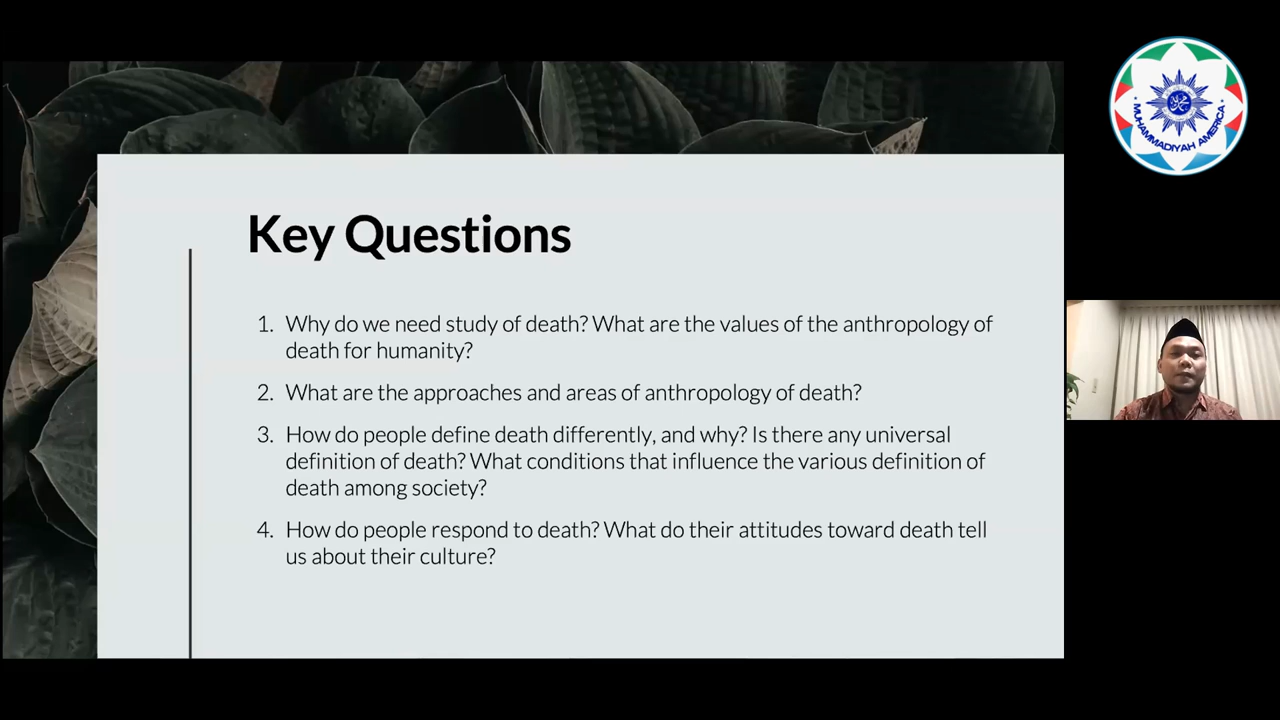 Key Questions
1. Why do we need study of death? What are the values of the anthropology of
death for humanity?
2. What are the approaches and areas of anthropology of death?
3. How do people define death differently, and why? Is there any universal
definition of death? What conditions that influence the various definition of
death among society?
4. How do people respond to death? What do their attitudes toward death tell
us about their culture?
MUHAMMADIYAH AMERICA